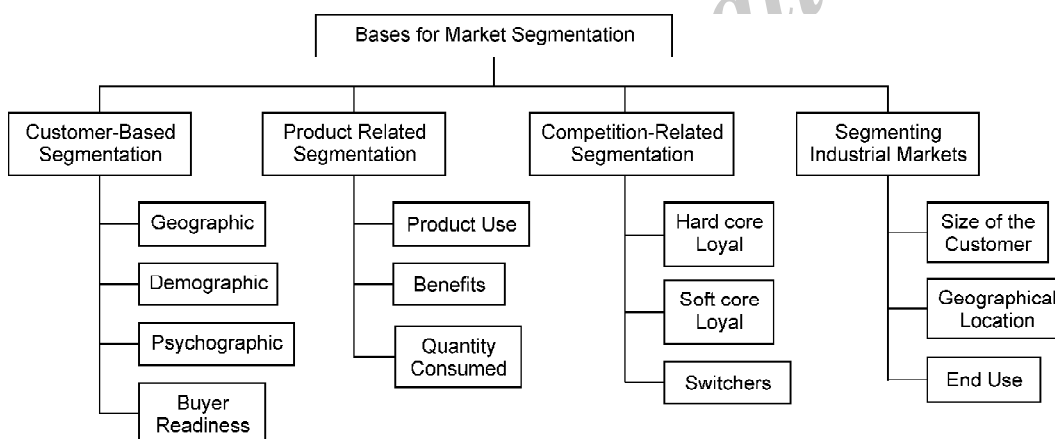 Bases for Market Segmentation
Customer-Based
Segmentation
Geographic
Demographic
Psychographic
Buyer
Readiness
Product Related
Segmentation
Product Use
Benefits
Quantity
Consumed
Competition-Related
Segmentation
Hard core
Loyal
Soft core
Loyal
Switchers
Segmenting
Industrial Markets
Size of the
Customer
Geographical
Location
End Use